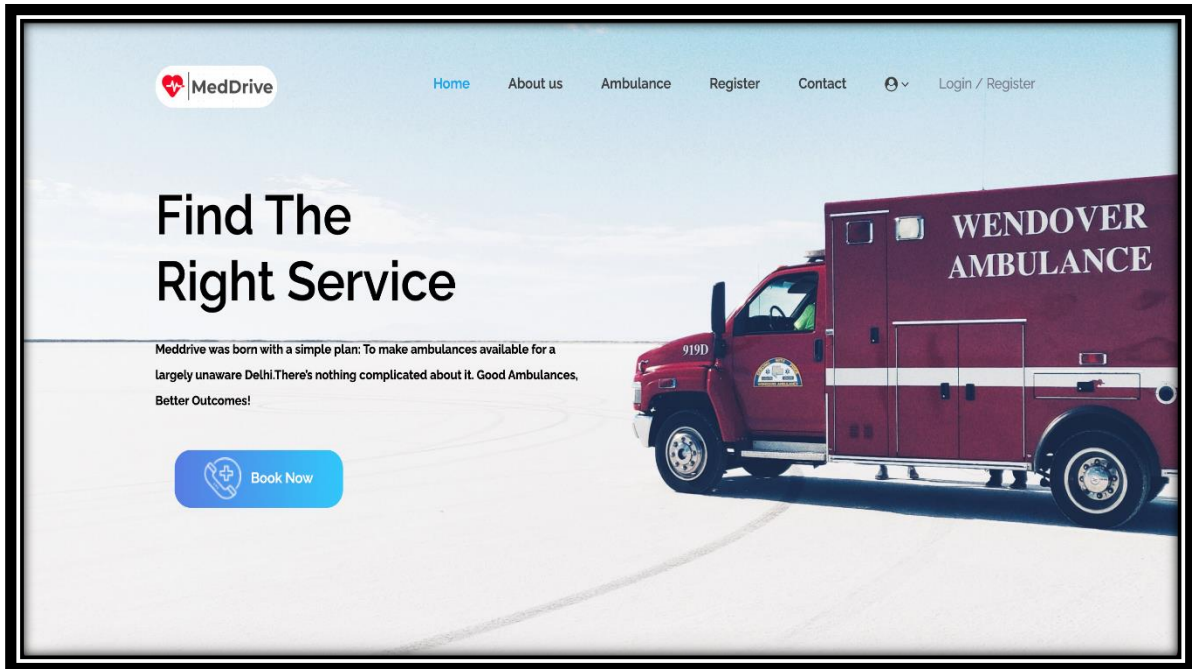 MedDrive
Home About us Ambulance Register Contact Login / Register
Find The
Right Service
Meddrive was born with a simple plan: To make ambulances available for a
largely unaware Delhi.There's nothing complicated about it. Good Ambulances,
Better Outcomes!
Book Now
WENDOVER
AMBULANCE
919D